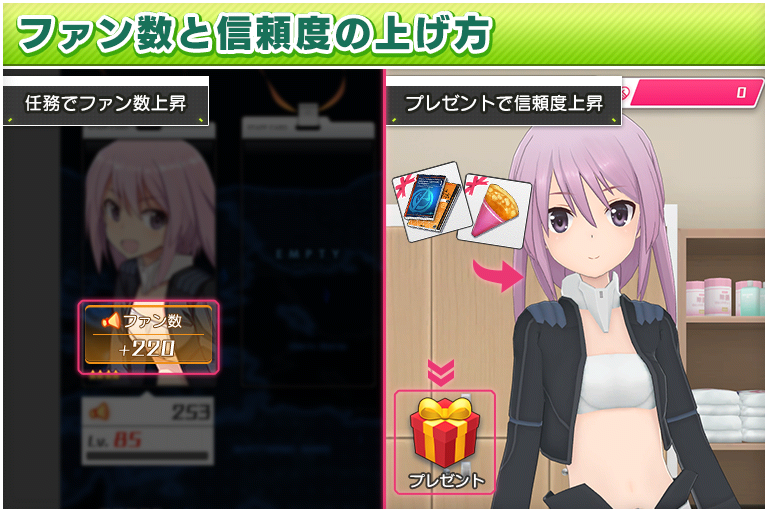 ファン数と信頼度の上げ方
任務でファン数上昇
プレゼントで信頼度上昇
0
EMPTY
ファン数
+220
253
Lv. 85
プレゼント